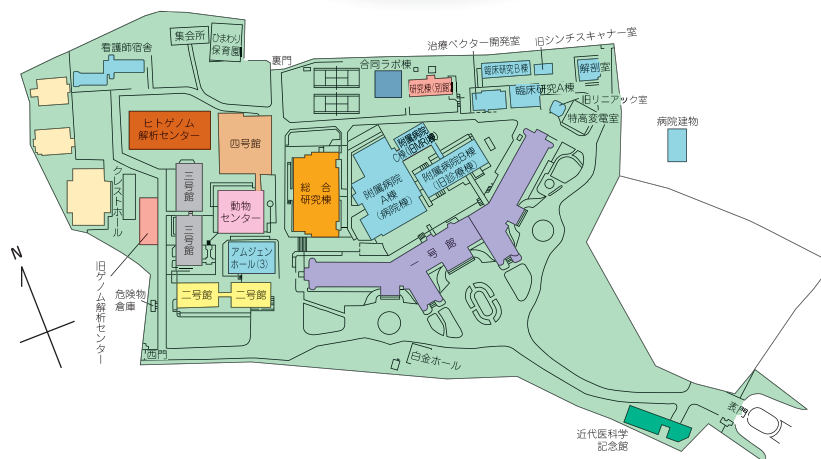 集会所
ひまわり
保育園
看護師宿舎
裏門
治療ベクター開発室
旧シンチスキャナー室
合同ラボ棟
臨床研究B棟
解剖室
研究棟(別館)
臨床研究A棟
旧リニアック室
特高変電室
病院建物
ヒトゲノム
解析センター
四号館
附属病院
C棟(旧MRI棟)
附属病院B棟
(旧診療棟)
附属病院
A棟
(病院棟)
総合
研究棟
三号館
クレストホール
動物
センター
三号館
一号館
アムジェン
ホール(3)
旧ゲノム解析センター
危険物
倉庫
二号館
二号館
西門
白金ホール
表門
近代医科学
記念館
N